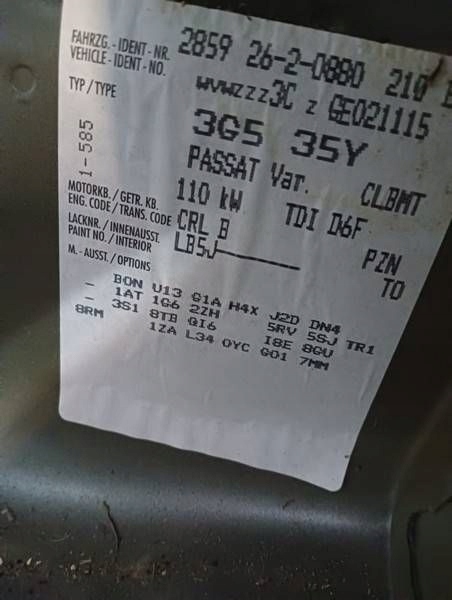 FAHRZG.-IDENT-NR. 2859 26-2-0880 210
VEHICLE-IDENT-NO. WVWZZZ3C Z GE021115
TYP/TYPE 3G5 35Y
1-585 PASSAT Var. CLBMT
110 kW TDI D6F
MOTORKB./GETR. KB.
ENG. CODE/TRANS. CODE CRL B PZN
LACKNR./INNENAUSST. LB5J TO
PAINT NO./INTERIOR
M.-AUSST./OPTIONS
BON U13 G1A H4X J2D DN4
1AT 1G6 2ZH 5RV 5SJ TR1
3S1 8TB GI6 I8E 8GU
8RM 1ZA L34 0YC G01 7MM